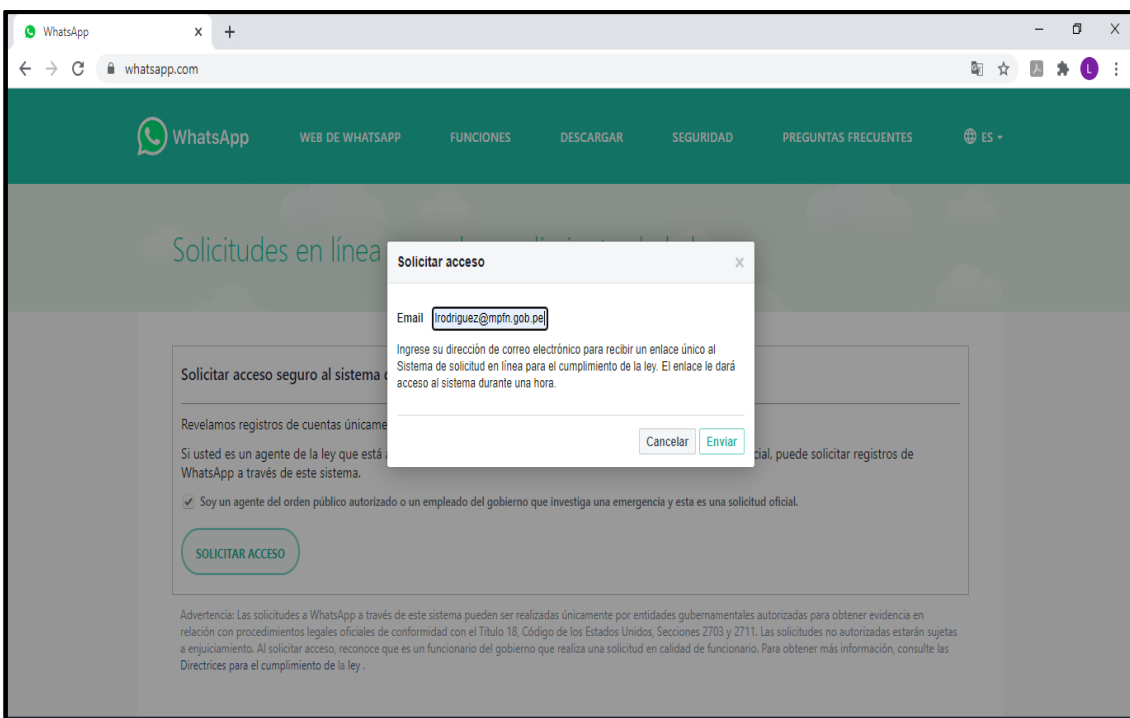 WhatsApp
whatsapp.com
L
WhatsApp WEB DE WHATSAPP FUNCIONES DESCARGAR SEGURIDAD PREGUNTAS FRECUENTES ES
Solicitudes en línea
Solicitar acceso
Email lrodriguez@mpfn.gob.pe
Ingrese su dirección de correo electrónico para recibir un enlace único al
Sistema de solicitud en línea para el cumplimiento de la ley. El enlace le dará
acceso al sistema durante una hora.
Cancelar Enviar
Solicitar acceso seguro al sistema
Revelamos registros de cuentas únicame
Si usted es un agente de la ley que está cial, puede solicitar registros de
WhatsApp a través de este sistema.
Soy un agente del orden público autorizado o un empleado del gobierno que investiga una emergencia y esta es una solicitud oficial.
SOLICITAR ACCESO
Advertencia: Las solicitudes a WhatsApp a través de este sistema pueden ser realizadas únicamente por entidades gubernamentales autorizadas para obtener evidencia en
relación con procedimientos legales oficiales de conformidad con el Título 18, Código de los Estados Unidos, Secciones 2703 y 2711. Las solicitudes no autorizadas estarán sujetas
a enjuiciamiento. Al solicitar acceso, reconoce que es un funcionario del gobierno que realiza una solicitud en calidad de funcionario. Para obtener más información, consulte las
Directrices para el cumplimiento de la ley .